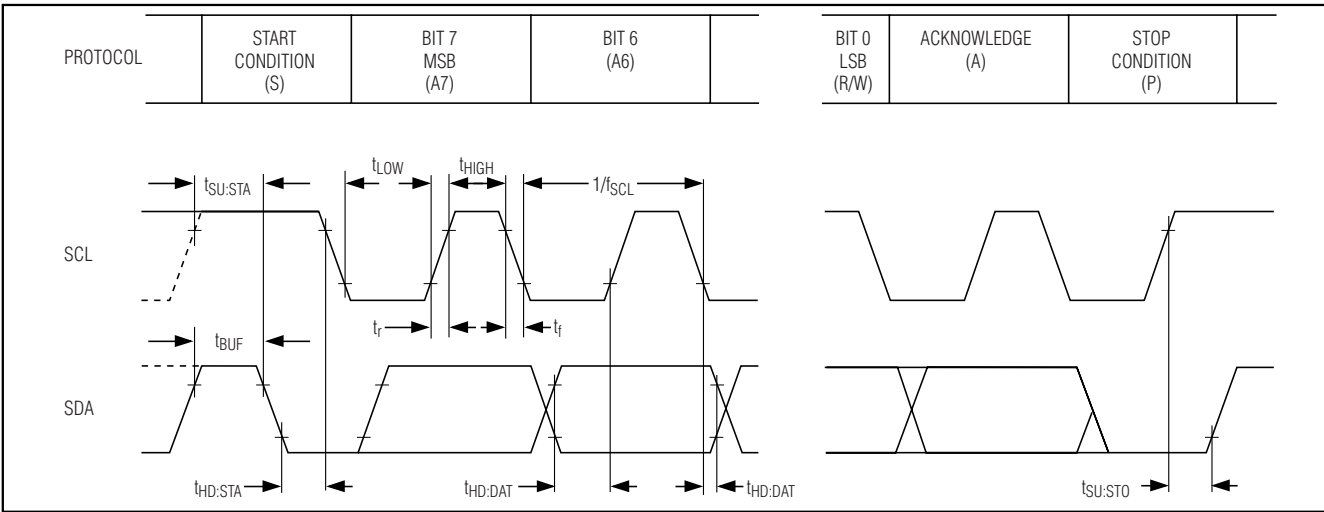 PROTOCOL
START
CONDITION
(S)
BIT 7
MSB
(A7)
BIT 6
(A6)
BIT 0
LSB
(R/W)
ACKNOWLEDGE
(A)
STOP
CONDITION
(P)
tSU:STA
tLOW
tHIGH
1/fSCL
SCL
tr
tf
tBUF
SDA
tHD:STA
tHD:DAT
tHD:DAT
tSU:STO